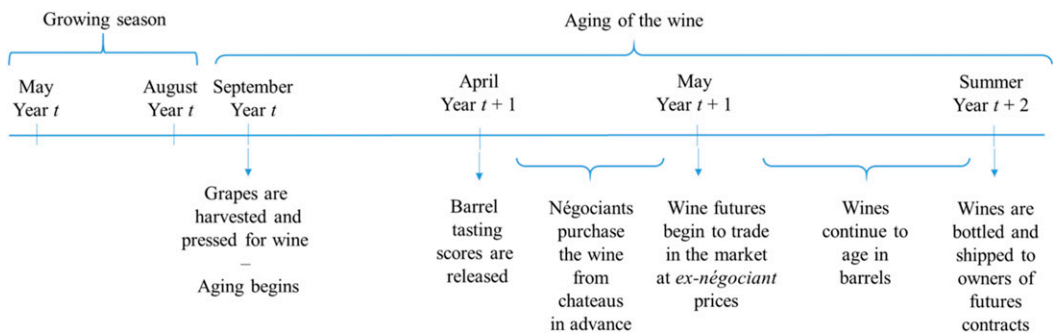 Growing season
Aging of the wine
May
Year t
August
Year t
September
Year t
April
Year t + 1
May
Year t + 1
Summer
Year t + 2
Grapes are
harvested and
pressed for wine
–
Aging begins
Barrel
tasting
scores are
released
Négociants
purchase
the wine
from
chateaus
in advance
Wine futures
begin to trade
in the market
at ex-négociant
prices
Wines
continue to
age in
barrels
Wines are
bottled and
shipped to
owners of
futures
contracts